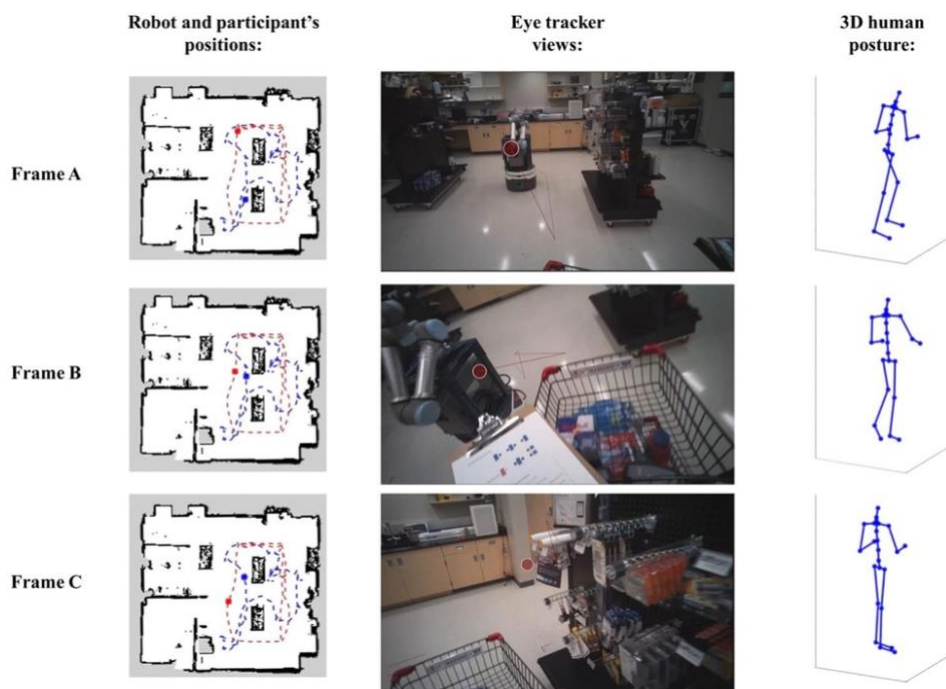 Robot and participant's
positions:
Eye tracker
views:
3D human
posture:
Frame A
Frame B
Frame C